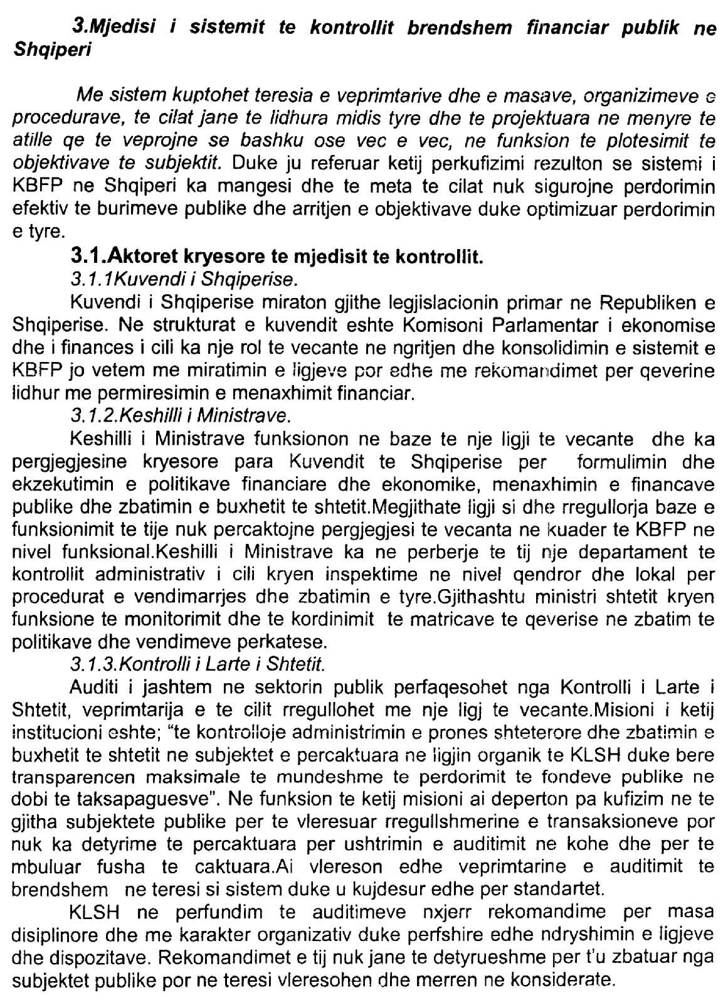 3.Mjedisi i sistemit te kontrollit brendshem financiar publik ne
Shqiperi
Me sistem kuptohet teresia e veprimtarive dhe e masave, organizimeve e
procedurave, te cilat jane te lidhura midis tyre dhe te projektuara ne menyre te
atille qe te veprojne se bashku ose vec e vec, ne funksion te plotesimit te
objektivave te subjektit. Duke ju referuar ketij perkufizimi rezulton se sistemi i
KBFP ne Shqiperi ka mangesi dhe te meta te cilat nuk sigurojne perdorimin
efektiv te burimeve publike dhe arritjen e objektivave duke optimizuar perdorimin
e tyre.
3.1.Aktoret kryesore te mjedisit te kontrollit.
3.1.1Kuvendi i Shqiperise.
Kuvendi i Shqiperise miraton gjithe legjislacionin primar ne Republiken e
Shqiperise. Ne strukturat e kuvendit eshte Komisoni Parlamentar i ekonomise
dhe i finances i cili ka nje rol te vecante ne ngritjen dhe konsolidimin e sistemit e
KBFP jo vetem me miratimin e ligjeve por edhe me rekomandimet per qeverine
lidhur me permiresimin e menaxhimit financiar.
3.1.2.Keshilli i Ministrave.
Keshilli i Ministrave funksionon ne baze te nje ligji te vecante dhe ka
pergjegjesine kryesore para Kuvendit te Shqiperise per formulimin dhe
ekzekutimin e politikave financiare dhe ekonomike, menaxhimin e financave
publike dhe zbatimin e buxhetit te shtetit.Megjithate ligji si dhe rregullorja baze e
funksionimit te tije nuk percaktojne pergjegjesi te vecanta ne kuader te KBFP ne
nivel funksional.Keshilli i Ministrave ka ne perberje te tij nje departament te
kontrollit administrativ i cili kryen inspektime ne nivel qendror dhe lokal per
procedurat e vendimarrjes dhe zbatimin e tyre.Gjithashtu ministri shtetit kryen
funksione te monitorimit dhe te kordinimit te matricave te qeverise ne zbatim te
politikave dhe vendimeve perkatese.
3.1.3.Kontrolli i Larte i Shtetit.
Auditi i jashtem ne sektorin publik perfaqesohet nga Kontrolli i Larte i
Shtetit, veprimtarija e te cilit rregullohet me nje ligj te vecante.Misioni i ketij
institucioni eshte; “te kontrolloje administrimin e prones shteterore dhe zbatimin e
buxhetit te shtetit ne subjektet e percaktuara ne ligjin organik te KLSH duke bere
transparencen maksimale te mundeshme te perdorimit te fondeve publike ne
dobi te taksapaguesve”. Ne funksion te ketij misioni ai deperton pa kufizim ne te
gjitha subjektete publike per te vleresuar rregullshmerine e transaksioneve por
nuk ka detyrime te percaktuara per ushtrimin e auditimit ne kohe dhe per te
mbuluar fusha te caktuara.Ai vlereson edhe veprimtarine e auditimit te
brendshem ne teresi si sistem duke u kujdesur edhe per standartet.
KLSH ne perfundim te auditimeve nxjerr rekomandime per masa
disiplinore dhe me karakter organizativ duke perfshire edhe ndryshimin e ligjeve
dhe dispozitave. Rekomandimet e tij nuk jane te detyrueshme per t’u zbatuar nga
subjektet publike por ne teresi vleresohen dhe merren ne konsiderate.